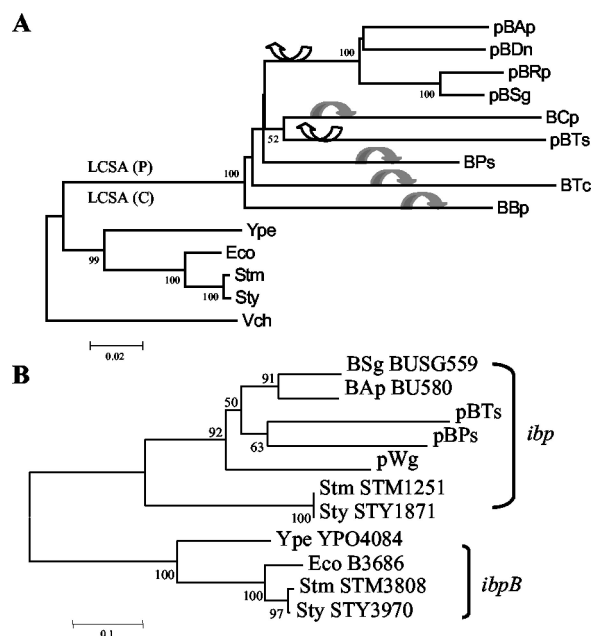 A
pBAp
pBDn
100
pBRp
100
pBSg
BCp
52
pBTs
LCSA (P)
100
BPs
LCSA (C)
BTc
BBp
Ype
99
Eco
100
Stm
100
Sty
Vch
0.02
B
BSg BUSG559
91
BAp BU580
50
pBTs
92
63
pBPs
ibp
pWg
Stm STM1251
100
Sty STY1871
Ype YPO4084
100
Eco B3686
ibpB
100
Stm STM3808
97
Sty STY3970
0.1